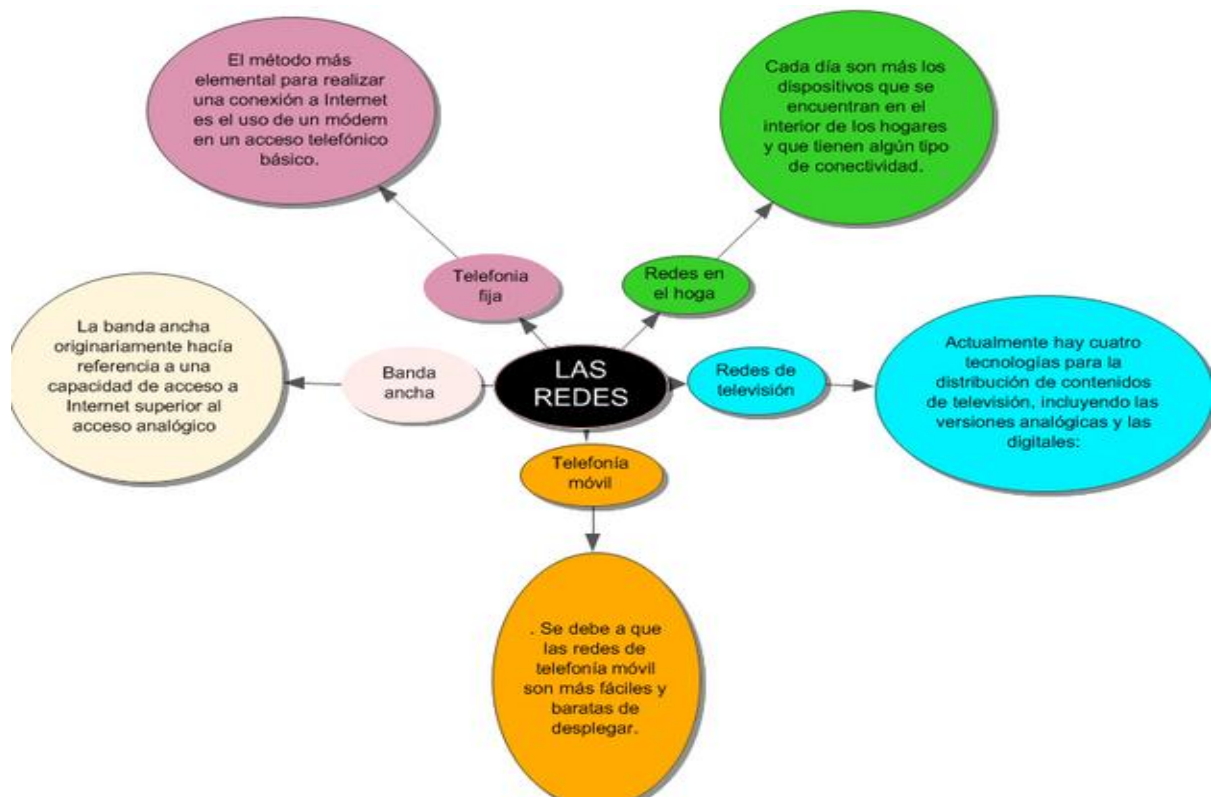 El método más
elemental para realizar
una conexión a Internet
es el uso de un módem
en un acceso telefónico
básico.
Cada día son más los
dispositivos que se
encuentran en el
interior de los hogares
y que tienen algún tipo
de conectividad.
Telefonia
fija
Redes en
el hoga
La banda ancha
originariamente hacía
referencia a una
capacidad de acceso a
Internet superior al
acceso analógico
Banda
ancha
LAS
REDES
Redes de
televisión
Actualmente hay cuatro
tecnologías para la
distribución de contenidos
de televisión, incluyendo las
versiones analógicas y las
digitales:
Telefonía
móvil
. Se debe a que
las redes de
telefonía móvil
son más fáciles y
baratas de
desplegar.